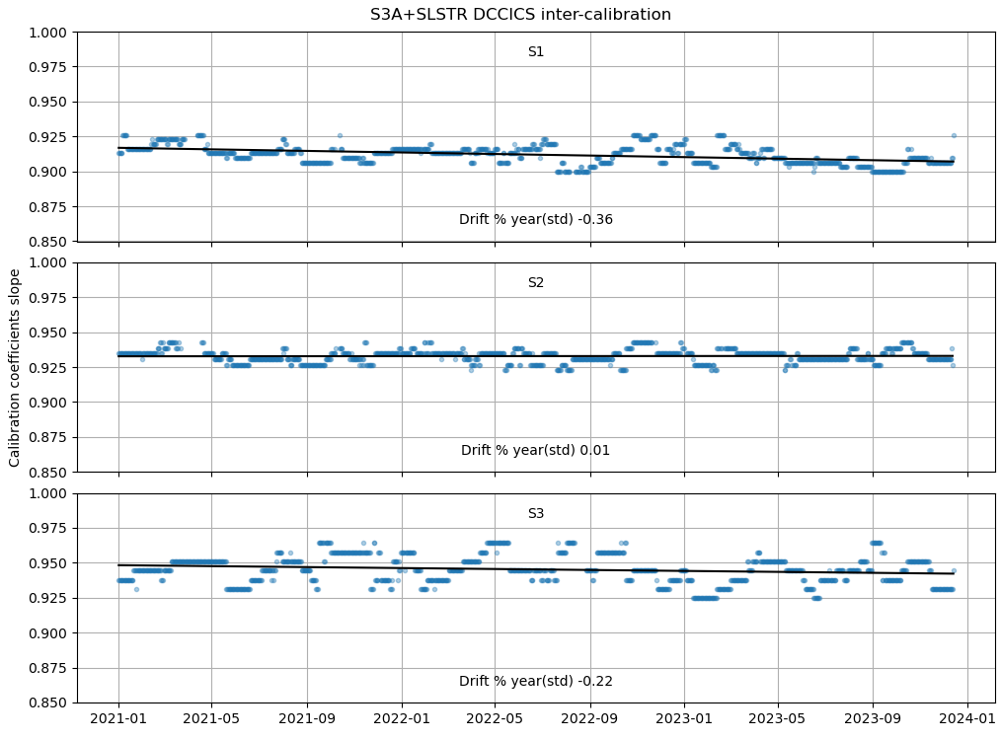 S3A+SLSTR DCCICS inter-calibration
1.000
0.975
0.950
0.925
0.900
0.875
0.850
S1
Drift % year(std) -0.36
Calibration coefficients slope
1.000
0.975
0.950
0.925
0.900
0.875
0.850
S2
Drift % year(std) 0.01
1.000
0.975
0.950
0.925
0.900
0.875
0.850
S3
Drift % year(std) -0.22
2021-01 2021-05 2021-09 2022-01 2022-05 2022-09 2023-01 2023-05 2023-09 2024-01